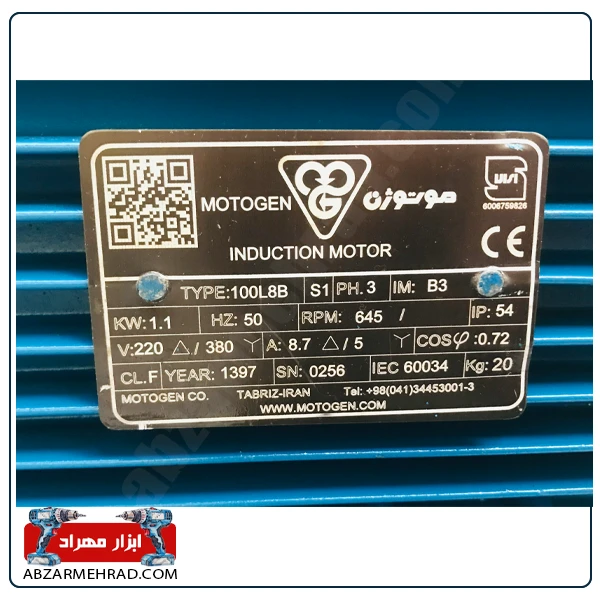 MOTOGEN
موتوژن
6006759826
INDUCTION MOTOR
CE
TYPE:100L8B S1 PH. 3 IM: B3
KW: 1.1 HZ: 50 RPM: 645 / IP: 54
V:220 △ / 380 Y A: 8.7 △ / 5 Y COSφ :0.72
CL.F YEAR: 1397 SN: 0256 IEC 60034 Kg: 20
MOTOGEN CO. TABRIZ-IRAN Tel: +98(041)34453001-3
WWW.MOTOGEN.COM
ابزار مهراد
ABZARMEHRAD.COM